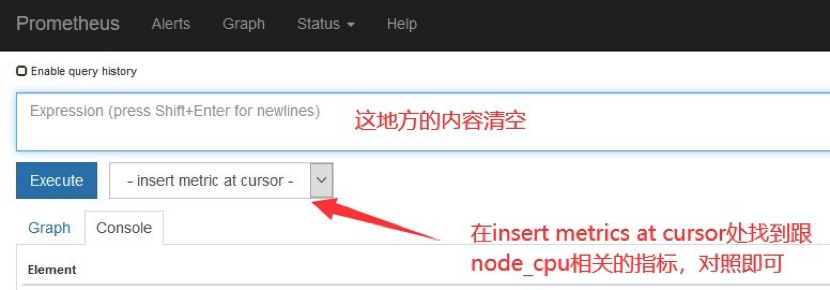 Prometheus Alerts Graph Status Help
Enable query history
Expression (press Shift+Enter for newlines)
这地方的内容清空
Execute - insert metric at cursor -
Graph Console
在insert metrics at cursor处找到跟
node_cpu相关的指标，对照即可
Element